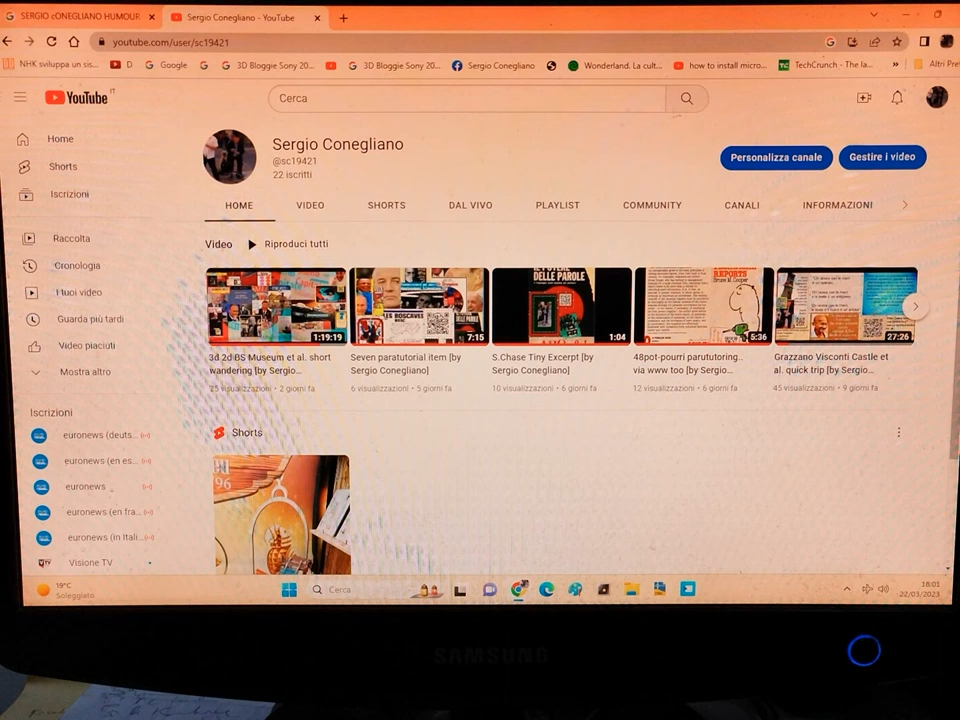 SERGIO cONEGLIANO HUMOUR
Sergio Conegliano - YouTube
youtube.com/user/sc19421
NHK sviluppa un sis...
D
Google
3D Bloggie Sony 20...
3D Bloggie Sony 20...
Sergio Conegliano
Wonderland. La cult...
how to install micro...
TechCrunch - The la...
»
Altri Pre
YouTube IT
Cerca
Home
Shorts
Iscrizioni
Raccolta
Cronologia
I tuoi video
Guarda più tardi
Video piaciuti
Mostra altro
Iscrizioni
euronews (deuts...
euronews (en es...
euronews
euronews (en fra...
euronews (in Itali...
Visione TV
Sergio Conegliano
@sc19421
22 iscritti
Personalizza canale
Gestire i video
HOME
VIDEO
SHORTS
DAL VIVO
PLAYLIST
COMMUNITY
CANALI
INFORMAZIONI
Video
Riproduci tutti
1:19:19
3d 2d BS Museum et al. short
wandering [by Sergio...
25 visualizzazioni • 2 giorni fa
7:15
Seven paratutorial item [by
Sergio Conegliano]
6 visualizzazioni • 5 giorni fa
DELLE PAROLE
1:04
S.Chase Tiny Excerpt [by
Sergio Conegliano]
10 visualizzazioni • 6 giorni fa
REPORTS
Bruce M. Cooper
5:36
48pot-pourri parututoring..
via www too [by Sergio...
12 visualizzazioni • 6 giorni fa
27:26
Grazzano Visconti Castle et
al. quick trip [by Sergio...
45 visualizzazioni • 9 giorni fa
Shorts
96
19°C
Soleggiato
Cerca
18:01
22/03/2023
SAMSUNG